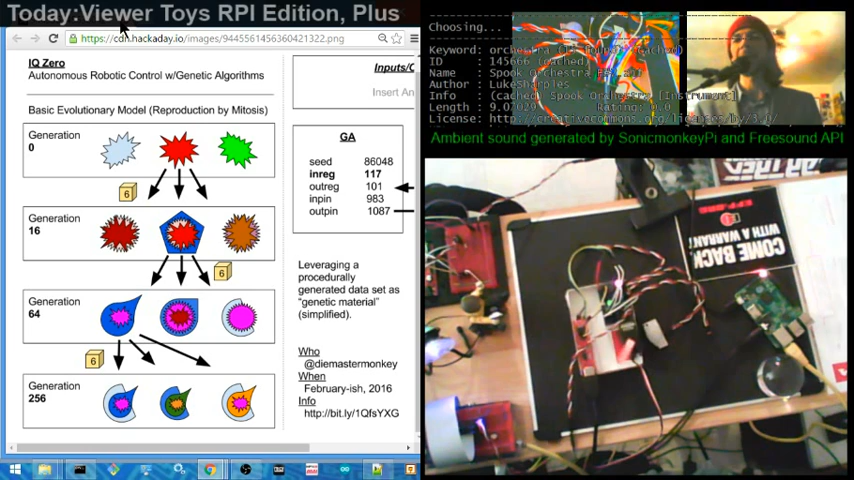 Today:Viewer Toys RPI Edition, Plus
https://cdn.hackaday.io/images/9445561456360421322.png
IQ Zero
Autonomous Robotic Control w/Genetic Algorithms
Basic Evolutionary Model (Reproduction by Mitosis)
Generation
0
6
Generation
16
6
Generation
64
6
Generation
256
Inputs/O
Insert An
GA
seed 86048
inreg 117
outreg 101
inpin 983
outpin 1087
Leveraging a
procedurally
generated data set as
"genetic material"
(simplified).
Who
@diemastermonkey
When
February-ish, 2016
Info
http://bit.ly/1QfsYXG
Choosing...
Keyword: orchestra
ID : 145666 (cached)
Name : Spook Orchestra
Author : Lukesharples
Info : (cached) Spook Orchestra [Instrument]
Length : 9.07029 Rating: 0.0
License: http://creativecommons.org/licenses/by/3.0/
Ambient sound generated by SonicmonkeyPi and Freesound API
COME BACK
WITH A WARRANT